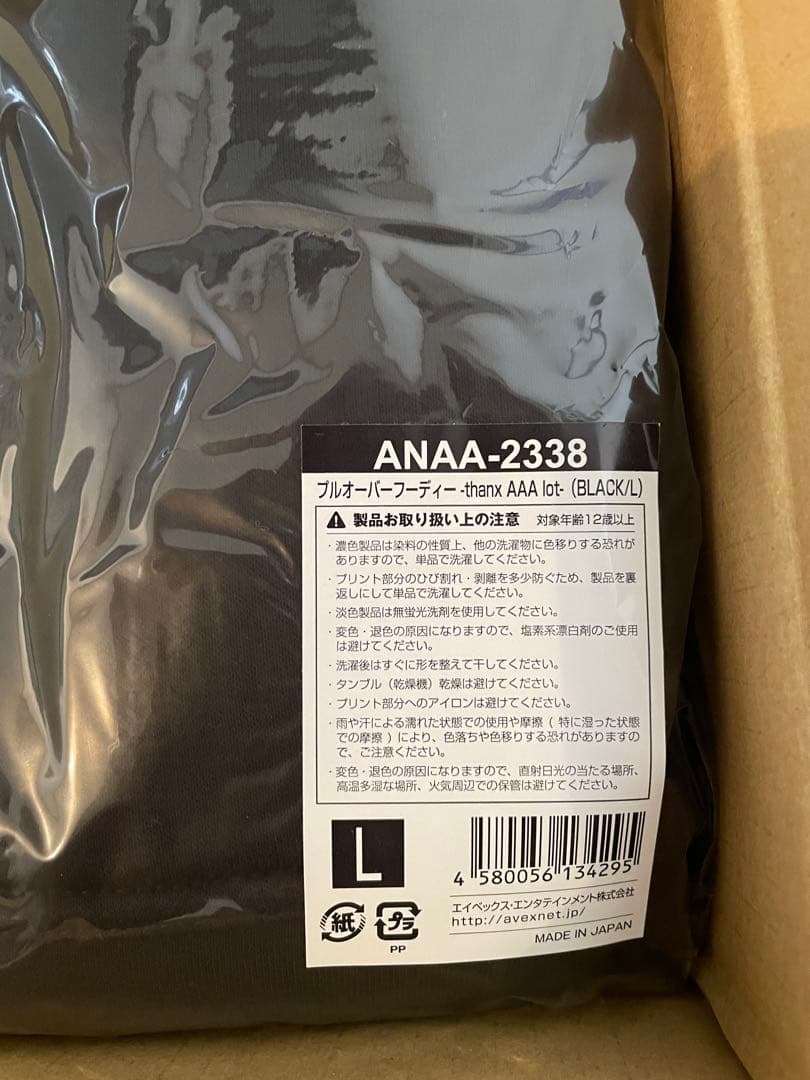 ANAA-2338
プルオーバーフーディー -thanx AAA lot-（BLACK/L）
製品お取り扱い上の注意 対象年齢12歳以上
・濃色製品は染料の性質上、他の洗濯物に色移りする恐れが
ありますので、単品で洗濯してください。
・プリント部分のひび割れ・剥離を多少防ぐため、製品を裏
返しにして単品で洗濯してください。
・淡色製品は無蛍光洗剤を使用してください。
・変色・退色の原因になりますので、塩素系漂白剤のご使用
は避けてください。
・洗濯後はすぐに形を整えて干してください。
・タンブル（乾燥機）乾燥は避けてください。
・プリント部分へのアイロンは避けてください。
・雨や汗による濡れた状態での使用や摩擦（特に湿った状態
での摩擦）により、色落ちや色移りする恐れがありますの
で、ご注意ください。
・変色・退色の原因になりますので、直射日光の当たる場所、
高温多湿な場所、火気周辺での保管は避けてください。
L
4 580056 134295
エイベックス・エンタテインメント株式会社
http://avexnet.jp/
紙
プラ
PP
MADE IN JAPAN